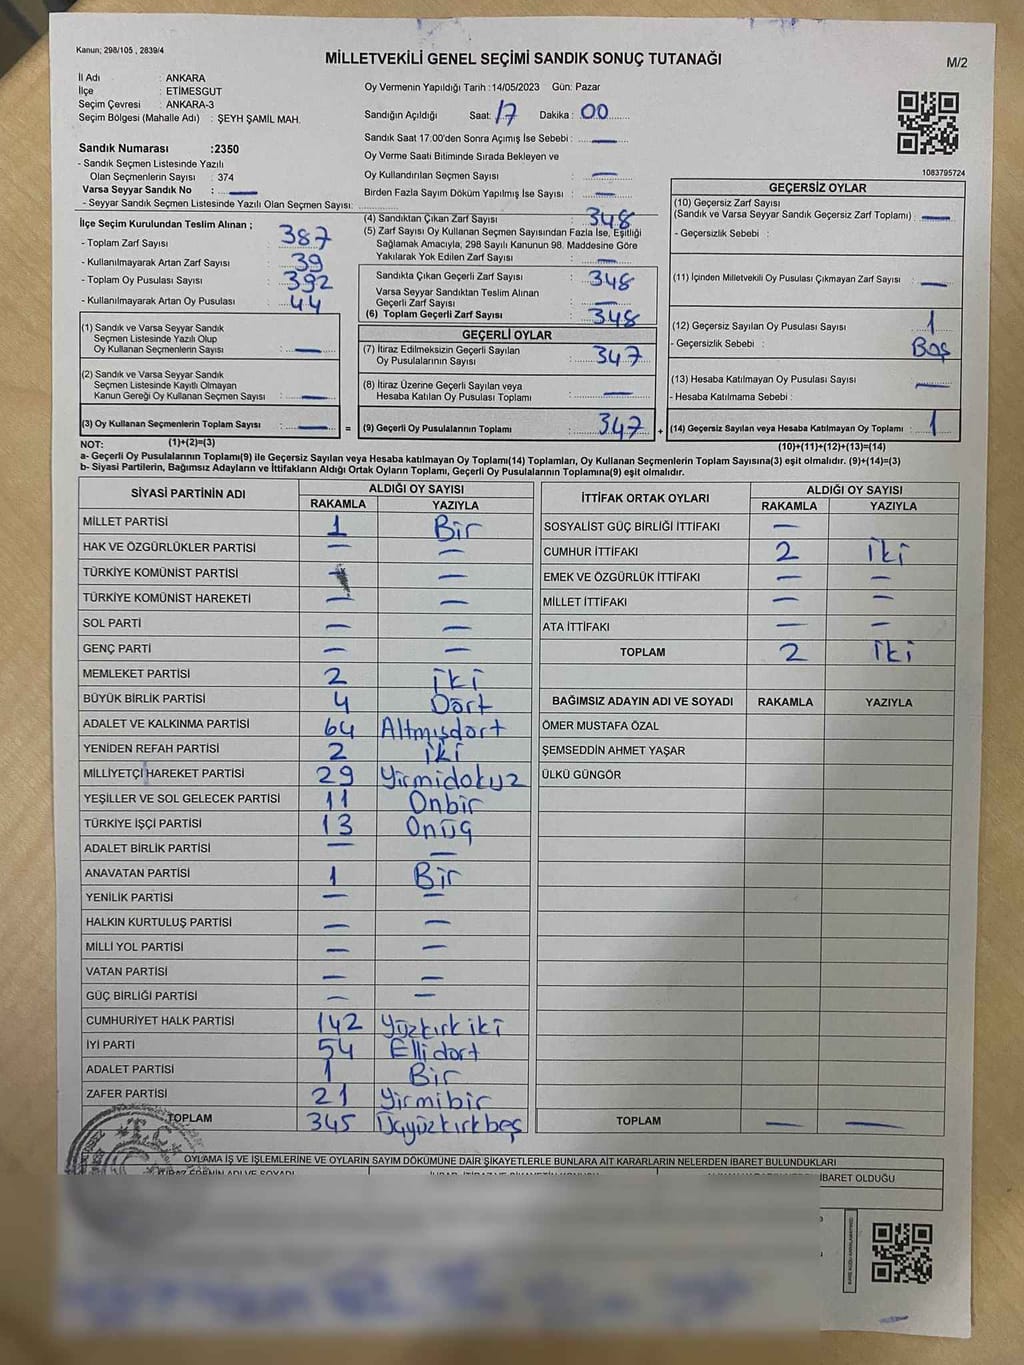 Kanun; 298/105 , 2839/4
MİLLETVEKİLİ GENEL SEÇİMİ SANDIK SONUÇ TUTANAĞI
M/2
İl Adı : ANKARA
İlçe : ETİMESGUT
Seçim Çevresi : ANKARA-3
Seçim Bölgesi (Mahalle Adı) : ŞEYH ŞAMİL MAH.
Oy Vermenin Yapıldığı Tarih :14/05/2023 Gün: Pazar
Sandığın Açıldığı Saat: 17 Dakika : 00
Sandık Saat 17:00'den Sonra Açımış İse Sebebi : —
Oy Verme Saati Bitiminde Sırada Bekleyen ve
Oy Kullandırılan Seçmen Sayısı : —
Birden Fazla Sayım Döküm Yapılmış İse Sayısı : —
Sandık Numarası :2350
- Sandık Seçmen Listesinde Yazılı
Olan Seçmenlerin Sayısı : 374
Varsa Seyyar Sandık No : —
- Seyyar Sandık Seçmen Listesinde Yazılı Olan Seçmen Sayısı:
1083795724
İlçe Seçim Kurulundan Teslim Alınan ;
- Toplam Zarf Sayısı : 387
- Kullanılmayarak Artan Zarf Sayısı : 39
- Toplam Oy Pusulası Sayısı : 392
- Kullanılmayarak Artan Oy Pusulası : 44
(1) Sandık ve Varsa Seyyar Sandık
Seçmen Listesinde Yazılı Olup
Oy Kullanan Seçmenlerin Sayısı : —
(2) Sandık ve Varsa Seyyar Sandık
Seçmen Listesinde Kayıtlı Olmayan
Kanun Gereği Oy Kullanan Seçmen Sayısı : —
(3) Oy Kullanan Seçmenlerin Toplam Sayısı : —
(4) Sandıktan Çıkan Zarf Sayısı : 348
(5) Zarf Sayısı Oy Kullanan Seçmen Sayısından Fazla İse, Eşitliği
Sağlamak Amacıyla, 298 Sayılı Kanunun 98. Maddesine Göre
Yakılarak Yok Edilen Zarf Sayısı : —
Sandıkta Çıkan Geçerli Zarf Sayısı : 348
Varsa Seyyar Sandıktan Teslim Alınan
Geçerli Zarf Sayısı : —
(6) Toplam Geçerli Zarf Sayısı : 348
GEÇERLİ OYLAR
(7) İtiraz Edilmeksizin Geçerli Sayılan
Oy Pusulalarının Sayısı : 347
(8) İtiraz Üzerine Geçerli Sayılan veya
Hesaba Katılan Oy Pusulası Toplamı : —
= (9) Geçerli Oy Pusulalarının Toplamı : 347
GEÇERSİZ OYLAR
(10) Geçersiz Zarf Sayısı
(Sandık ve Varsa Seyyar Sandık Geçersiz Zarf Toplamı) : —
- Geçersizlik Sebebi :
(11) İçinden Milletvekili Oy Pusulası Çıkmayan Zarf Sayısı : —
(12) Geçersiz Sayılan Oy Pusulası Sayısı : 1
- Geçersizlik Sebebi : Boş
(13) Hesaba Katılmayan Oy Pusulası Sayısı : —
- Hesaba Katılmama Sebebi :
+ (14) Geçersiz Sayılan veya Hesaba Katılmayan Oy Toplamı : 1
NOT: (1)+(2)=(3)
(10)+(11)+(12)+(13)=(14)
a- Geçerli Oy Pusulasının Toplamı(9) ile Geçersiz Sayılan veya Hesaba katılmayan Oy Toplamı(14) Toplamları, Oy Kullanan Seçmenlerin Toplam Sayısına(3) eşit olmalıdır. (9)+(14)=(3)
b- Siyasi Partilerin, Bağımsız Adayların ve İttifakların Aldığı Ortak Oyların Toplamı, Geçerli Oy Pusulalarının Toplamına(9) eşit olmalıdır.
SİYASİ PARTİNİN ADI ALDIĞI OY SAYISI
RAKAMLA YAZIYLA
MİLLET PARTİSİ 1 Bir
HAK VE ÖZGÜRLÜKLER PARTİSİ — —
TÜRKİYE KOMÜNİST PARTİSİ —
TÜRKİYE KOMÜNİST HAREKETİ — —
SOL PARTİ — —
GENÇ PARTİ — —
MEMLEKET PARTİSİ 2 İki
BÜYÜK BİRLİK PARTİSİ 4 Dört
ADALET VE KALKINMA PARTİSİ 64 Altmışdört
YENİDEN REFAH PARTİSİ 2 İki
MİLLİYETÇİ HAREKET PARTİSİ 29 Yirmidokuz
YEŞİLLER VE SOL GELECEK PARTİSİ 11 Onbir
TÜRKİYE İŞÇİ PARTİSİ 13 Onüç
ADALET BİRLİK PARTİSİ — —
ANAVATAN PARTİSİ 1 Bir
YENİLİK PARTİSİ — —
HALKIN KURTULUŞ PARTİSİ — —
MİLLİ YOL PARTİSİ — —
VATAN PARTİSİ — —
GÜÇ BİRLİĞİ PARTİSİ — —
CUMHURİYET HALK PARTİSİ 142 Yüzkırkiki
İYİ PARTİ 54 Ellidört
ADALET PARTİSİ 1 Bir
ZAFER PARTİSİ 21 Yirmibir
TOPLAM 345 Üçyüzkırkbeş
İTTİFAK ORTAK OYLARI ALDIĞI OY SAYISI
RAKAMLA YAZIYLA
SOSYALİST GÜÇ BİRLİĞİ İTTİFAKI —
CUMHUR İTTİFAKI 2 İki
EMEK VE ÖZGÜRLÜK İTTİFAKI — —
MİLLET İTTİFAKI — —
ATA İTTİFAKI — —
TOPLAM 2 İki
BAĞIMSIZ ADAYIN ADI VE SOYADI RAKAMLA YAZIYLA
ÖMER MUSTAFA ÖZAL
ŞEMSEDDİN AHMET YAŞAR
ÜLKÜ GÜNGÖR
TOPLAM — —
T.C.
OYLAMA İŞ VE İŞLEMLERİNE VE OYLARIN SAYIM DÖKÜMÜNE DAİR ŞİKAYETLERLE BUNLARA AİT KARARLARIN NELERDEN İBARET BULUNDUKLARI
İBARET OLDUĞU